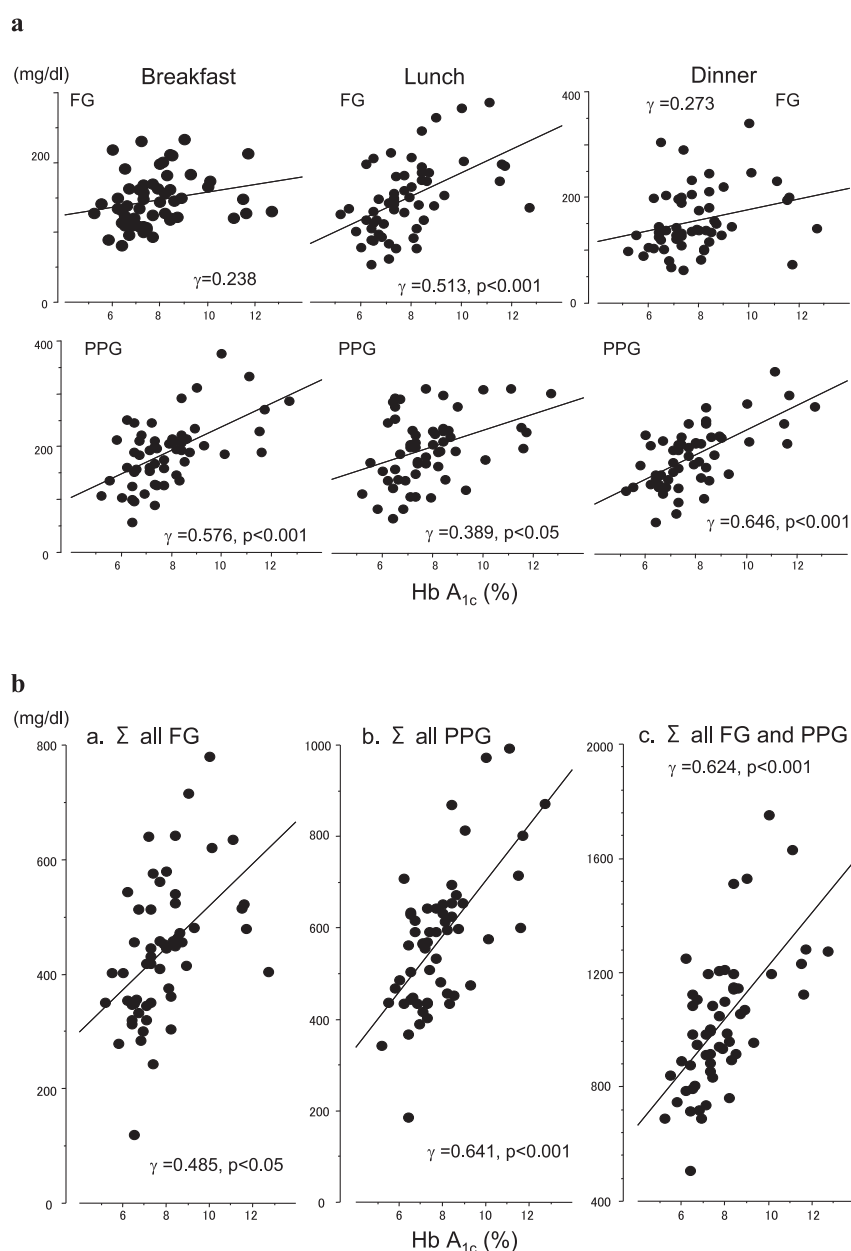 a
(mg/dl)
Breakfast
Lunch
Dinner
FG
FG
γ =0.273
FG
400
200
200
200
0
0
0
γ=0.238
γ =0.513, p<0.001
6 8 10 12
6 8 10 12
6 8 10 12
PPG
PPG
PPG
400
200
0
γ =0.576, p<0.001
γ =0.389, p<0.05
γ =0.646, p<0.001
6 8 10 12
6 8 10 12
6 8 10 12
Hb A1c (%)
b
(mg/dl)
a. Σ all FG
b. Σ all PPG
c. Σ all FG and PPG
γ =0.624, p<0.001
800
600
400
200
0
1000
800
600
400
200
0
2000
1600
1200
800
400
γ =0.485, p<0.05
γ =0.641, p<0.001
6 8 10 12
6 8 10 12
6 8 10 12
Hb A1c (%)